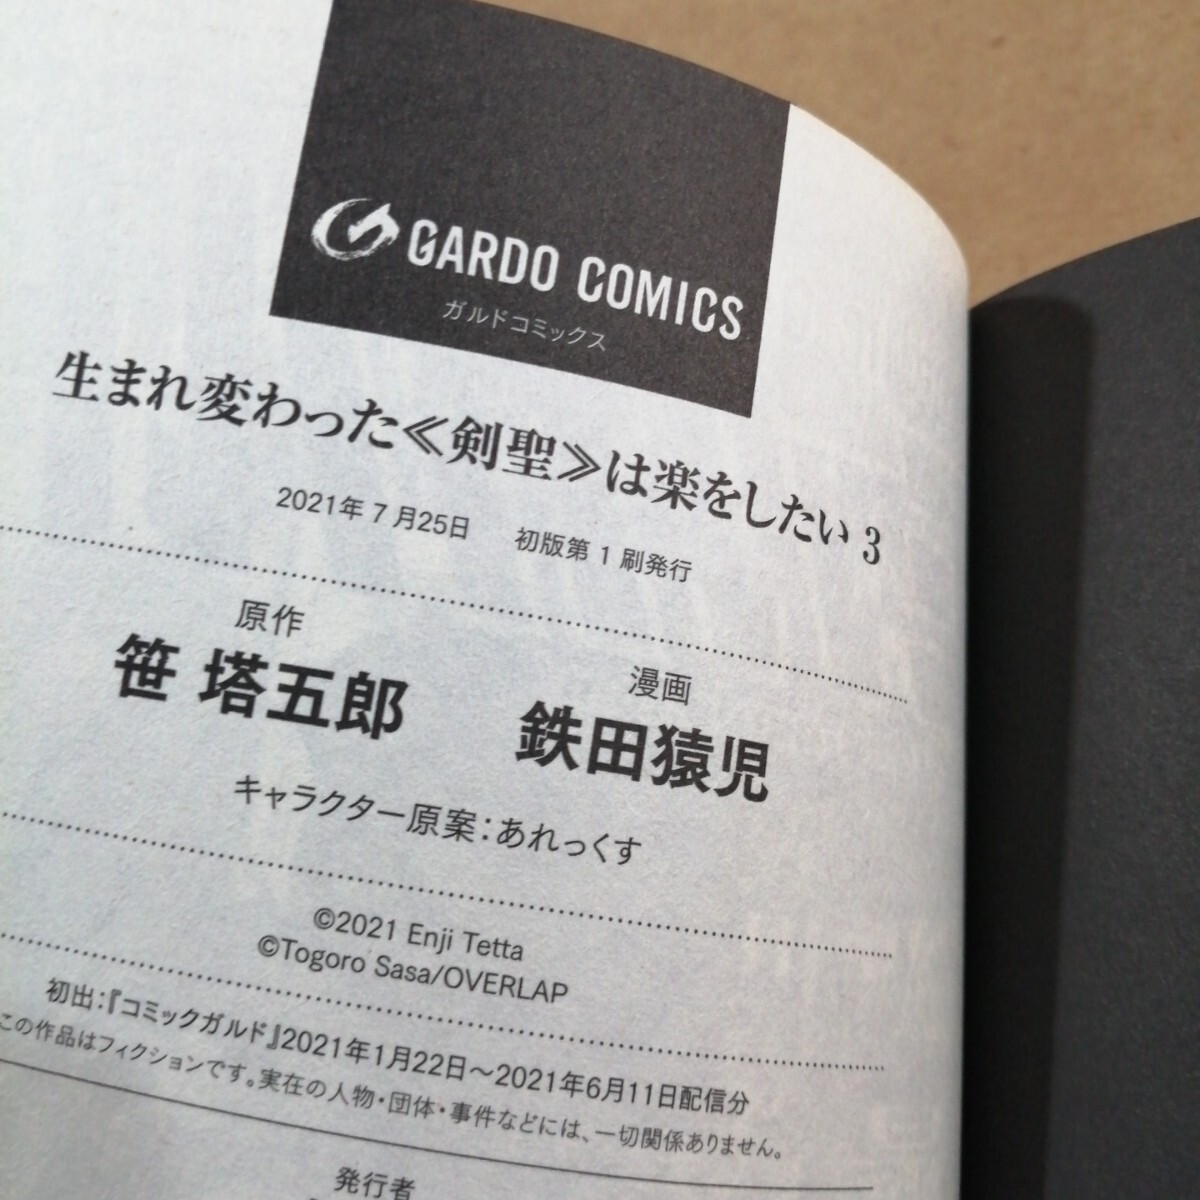 GARDO COMICS
ガルドコミックス
生まれ変わった≪剣聖≫は楽をしたい 3
2021年7月25日　初版第1刷発行
原作　漫画
笹 塔五郎　鉄田猿児
キャラクター原案：あれっくす
©2021 Enji Tetta
©Togoro Sasa/OVERLAP
初出：『コミックガルド』2021年1月22日～2021年6月11日配信分
この作品はフィクションです。実在の人物・団体・事件などには、一切関係ありません。
発行者